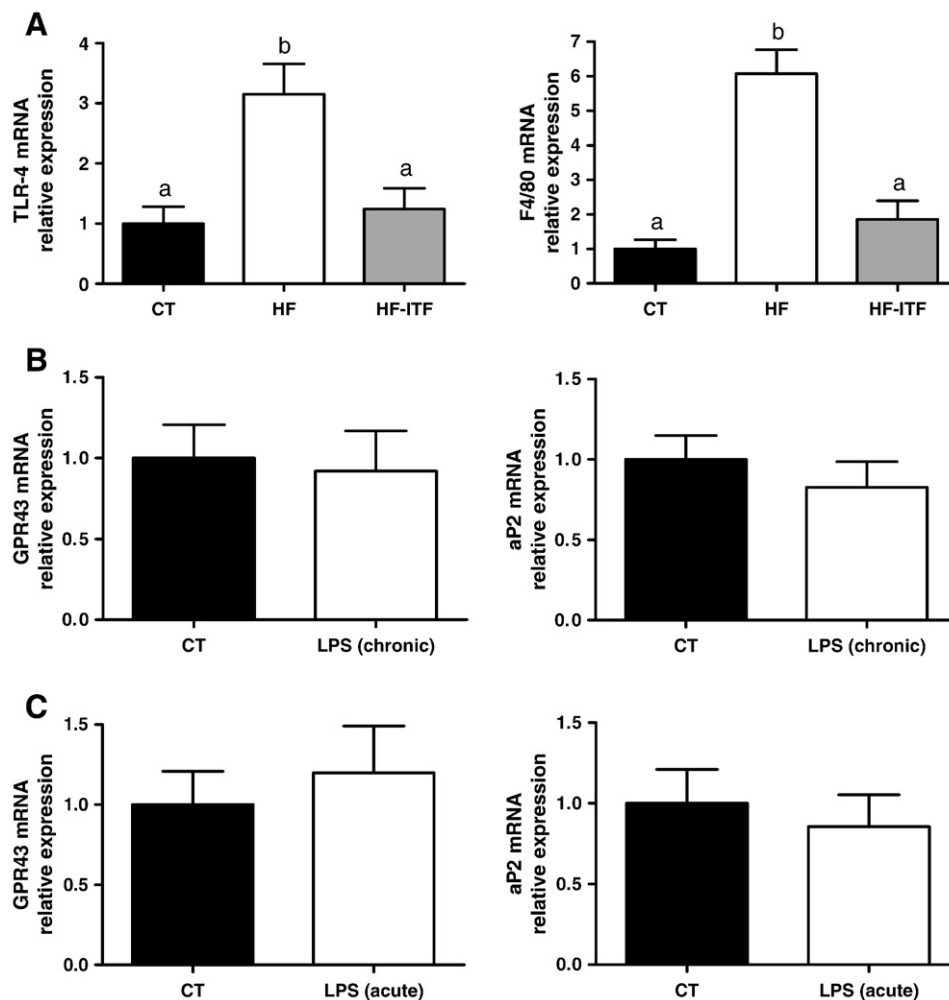 A
TLR-4 mRNA
relative expression
4
3
2
1
0
a
b
a
CT
HF
HF-ITF
F4/80 mRNA
relative expression
7
6
5
4
3
2
1
0
a
b
a
CT
HF
HF-ITF
B
GPR43 mRNA
relative expression
1.5
1.0
0.5
0.0
CT
LPS (chronic)
aP2 mRNA
relative expression
1.5
1.0
0.5
0.0
CT
LPS (chronic)
C
GPR43 mRNA
relative expression
1.5
1.0
0.5
0.0
CT
LPS (acute)
aP2 mRNA
relative expression
1.5
1.0
0.5
0.0
CT
LPS (acute)